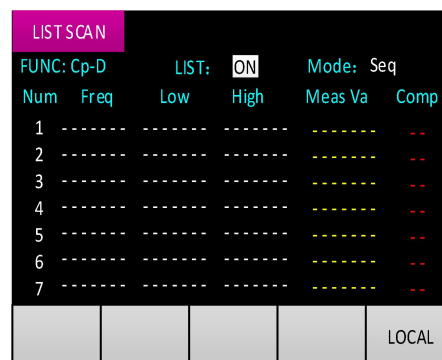 LIST SCAN
FUNC: Cp-D LIST: ON Mode: Seq
Num Freq Low High Meas Va Comp
1 ------- ------- ------- ------- --
2 ------- ------- ------- ------- --
3 ------- ------- ------- ------- --
4 ------- ------- ------- ------- --
5 ------- ------- ------- ------- --
6 ------- ------- ------- ------- --
7 ------- ------- ------- ------- --
LOCAL